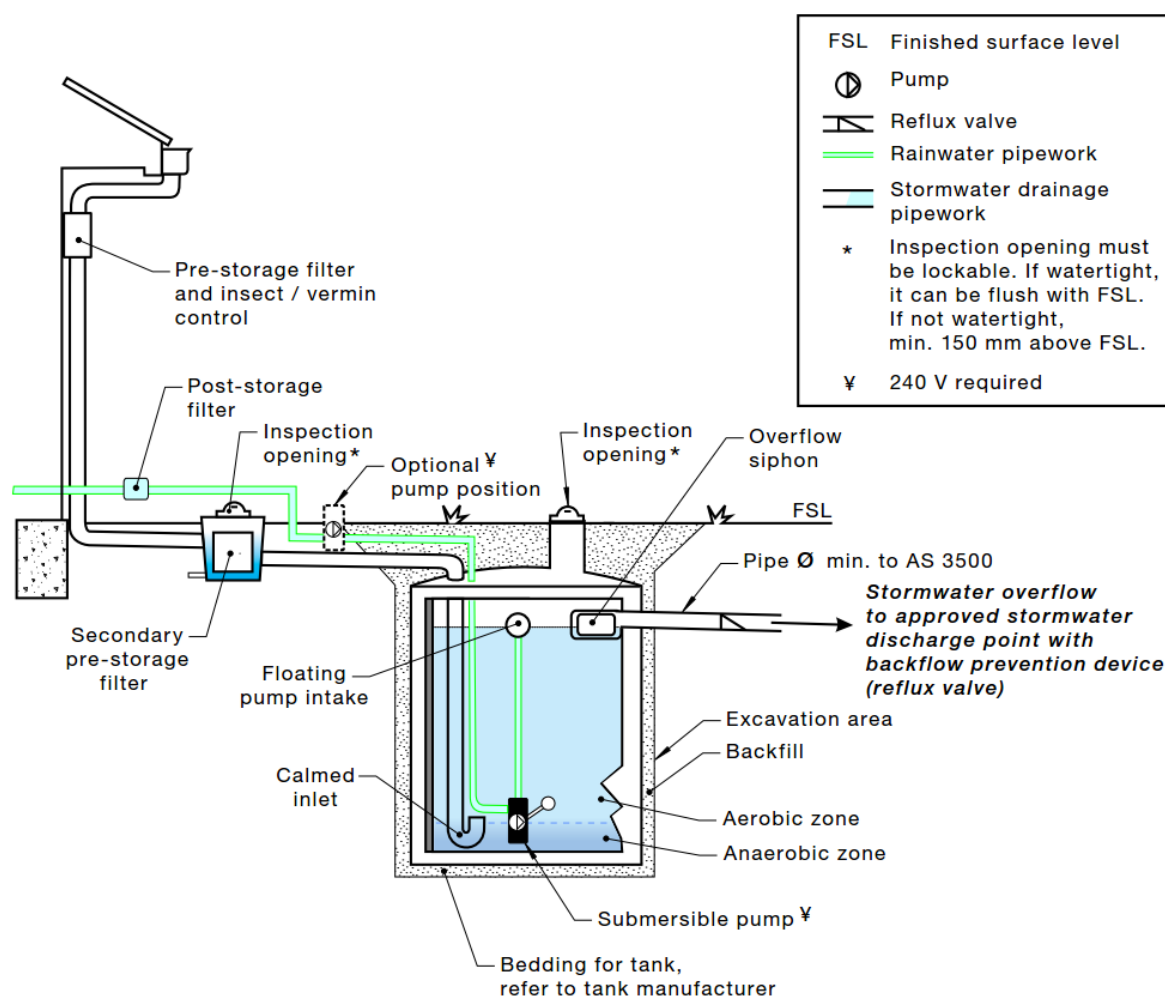 FSL Finished surface level
Pump
Reflux valve
Rainwater pipework
Stormwater drainage
pipework
* Inspection opening must
be lockable. If watertight,
it can be flush with FSL.
If not watertight,
min. 150 mm above FSL.
¥ 240 V required
Pre-storage filter
and insect / vermin
control
Post-storage
filter
Inspection
opening*
Optional ¥
pump position
Inspection
opening*
Overflow
siphon
FSL
Pipe Ø min. to AS 3500
Stormwater overflow
to approved stormwater
discharge point with
backflow prevention device
(reflux valve)
Secondary
pre-storage
filter
Floating
pump intake
Excavation area
Backfill
Calmed
inlet
Aerobic zone
Anaerobic zone
Submersible pump ¥
Bedding for tank,
refer to tank manufacturer